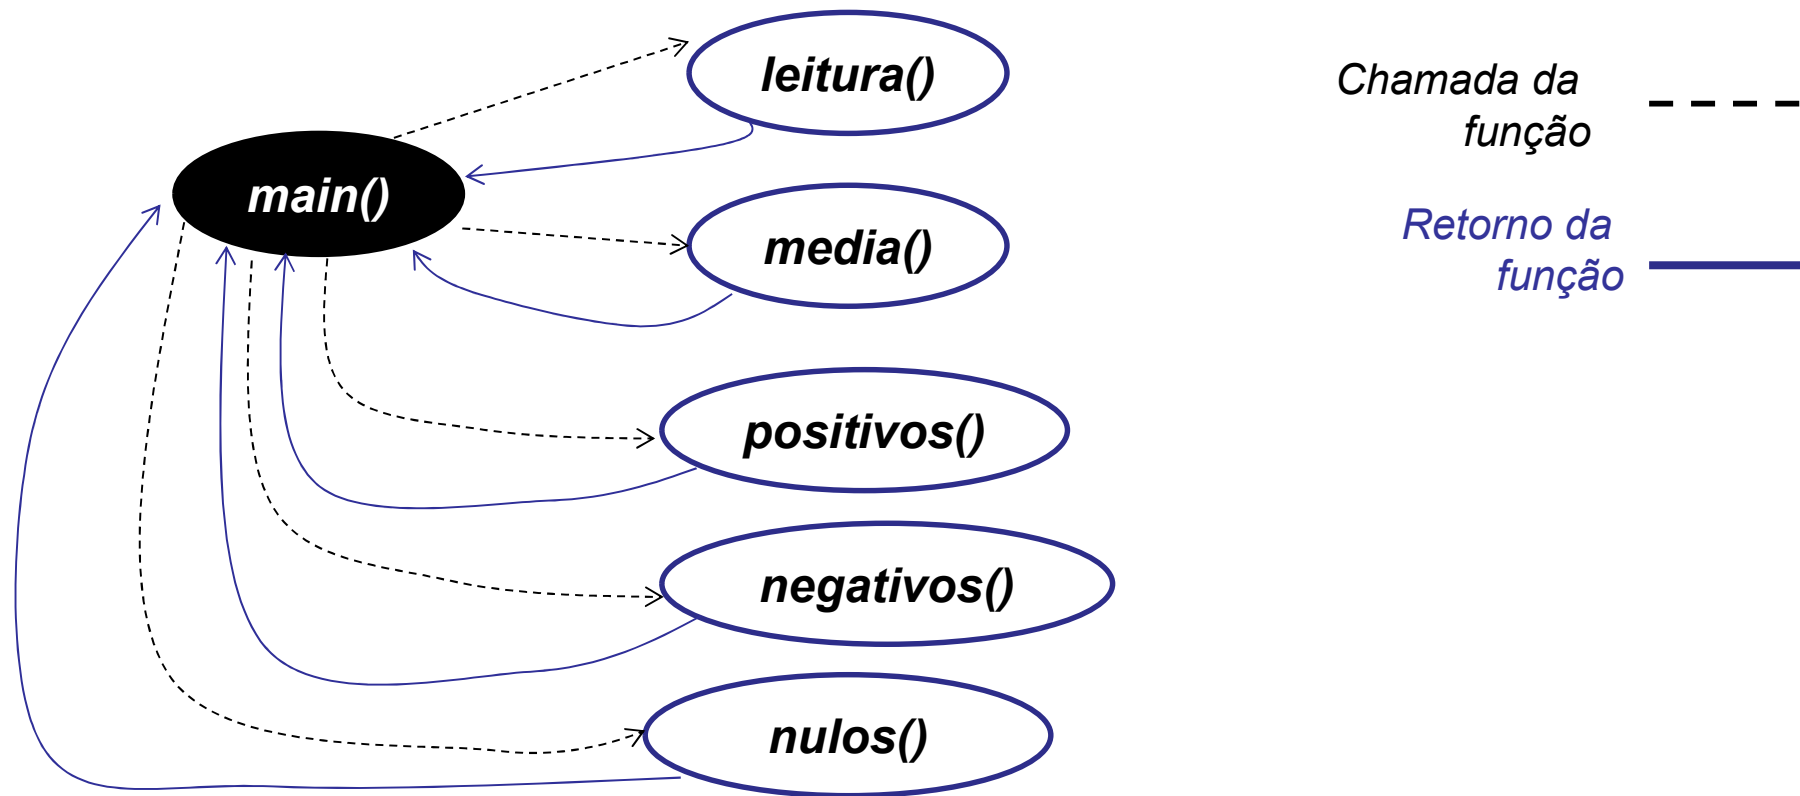 leitura()
main()
media()
positivos()
negativos()
nulos()
Chamada da
função
Retorno da
função